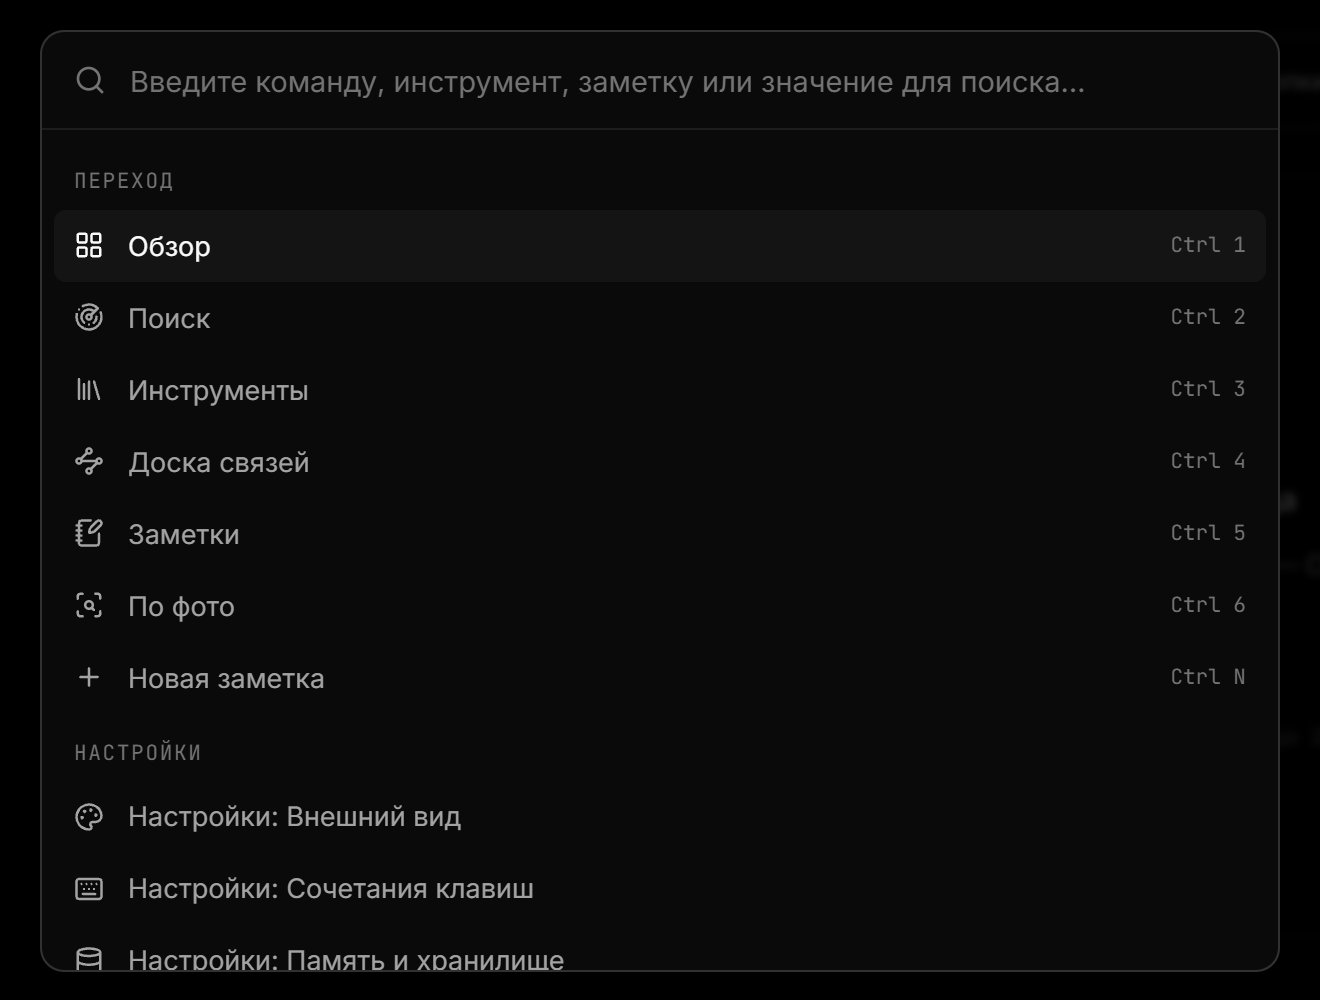 Введите команду, инструмент, заметку или значение для поиска...
ПЕРЕХОД
Обзор Ctrl 1
Поиск Ctrl 2
Инструменты Ctrl 3
Доска связей Ctrl 4
Заметки Ctrl 5
По фото Ctrl 6
Новая заметка Ctrl N
НАСТРОЙКИ
Настройки: Внешний вид
Настройки: Сочетания клавиш
Настройки: Память и хранилище